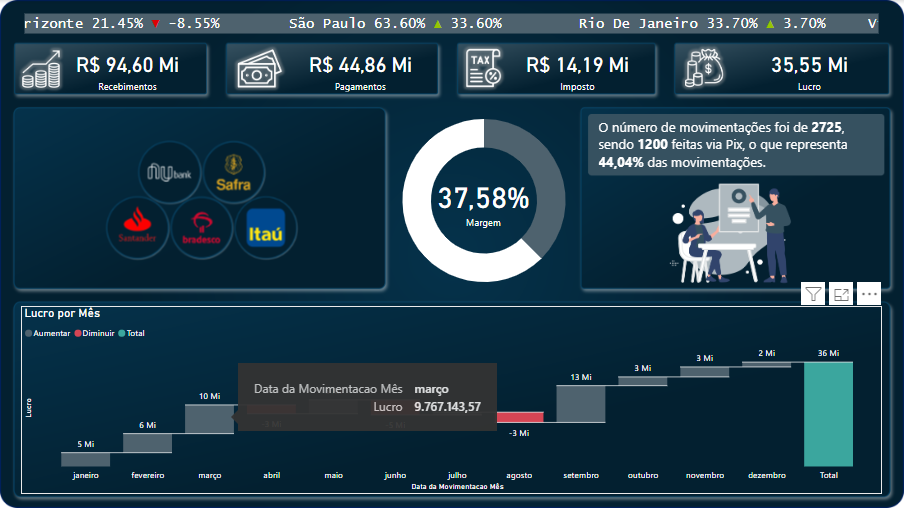 rizonte 21.45% ▼ -8.55% São Paulo 63.60% ▲ 33.60% Rio De Janeiro 33.70% ▲ 3.70% V
R$ 94,60 Mi
Recebimentos
R$ 44,86 Mi
Pagamentos
TAX
R$ 14,19 Mi
Imposto
35,55 Mi
Lucro
nubank
Safra
Santander
bradesco
Itaú
37,58%
Margem
O número de movimentações foi de 2725,
sendo 1200 feitas via Pix, o que representa
44,04% das movimentações.
Lucro por Mês
Aumentar Diminuir Total
Lucro
5 Mi
6 Mi
10 Mi
-3 Mi
13 Mi
3 Mi
3 Mi
2 Mi
36 Mi
Data da Movimentacao Mês março
Lucro 9.767.143,57
janeiro fevereiro março abril maio junho julho agosto setembro outubro novembro dezembro Total
Data da Movimentacao Mês